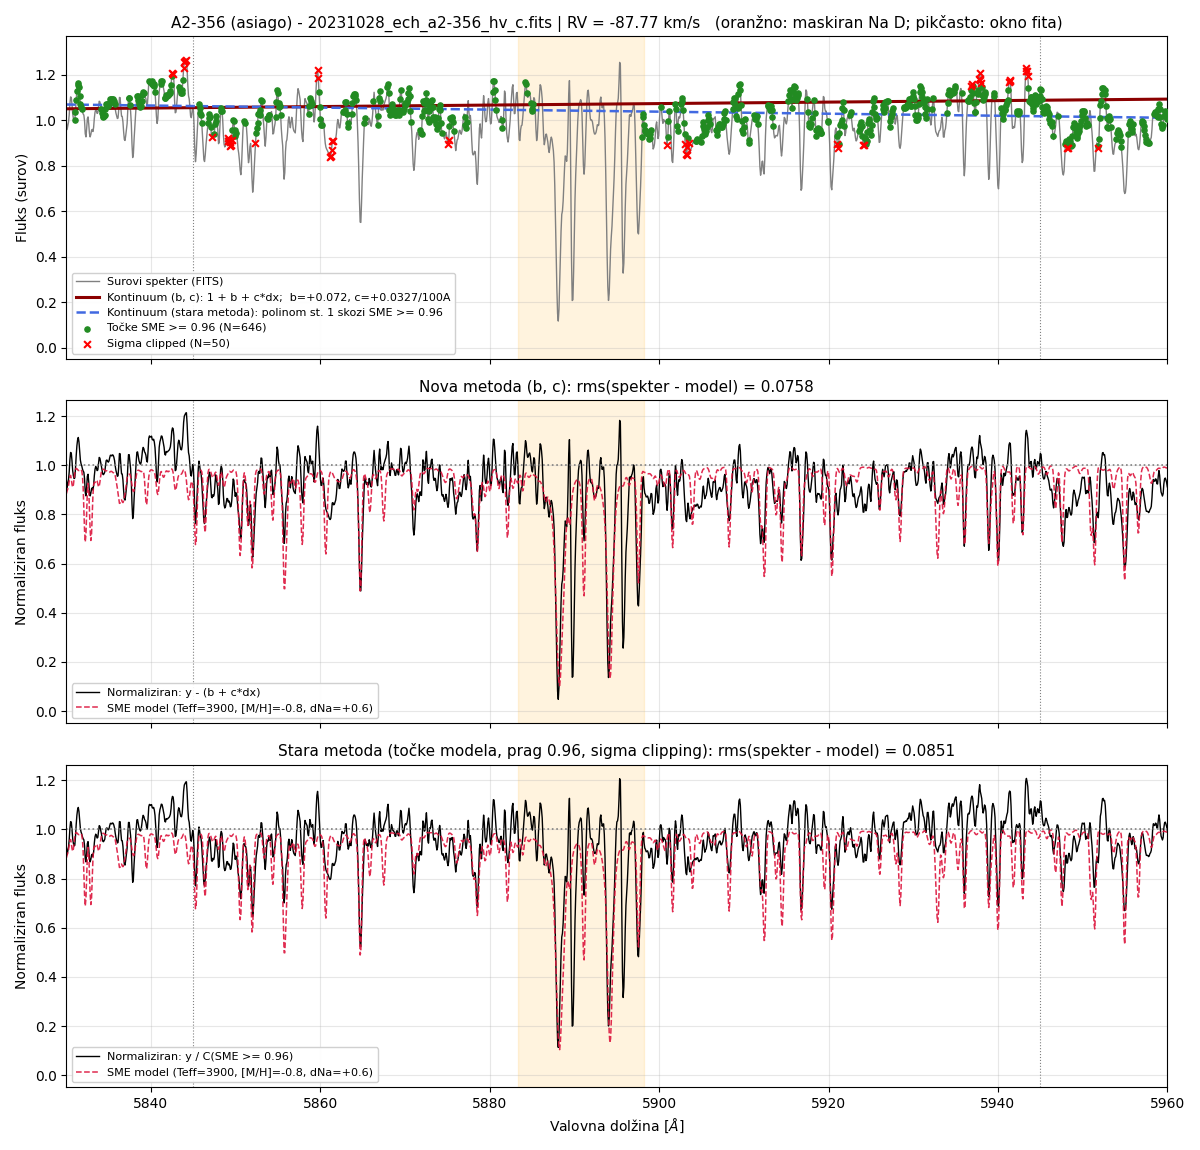 A2-356 (asiago) - 20231028_ech_a2-356_hv_c.fits | RV = -87.77 km/s   (oranžno: maskiran Na D; pikčasto: okno fita)
1.2
1.0
0.8
0.6
0.4
0.2
0.0
Fluks (surov)
Surovi spekter (FITS)
Kontinuum (b, c): 1 + b + c*dx;  b=+0.072, c=+0.0327/100A
Kontinuum (stara metoda): polinom st. 1 skozi SME >= 0.96
Točke SME >= 0.96 (N=646)
Sigma clipped (N=50)
Nova metoda (b, c): rms(spekter - model) = 0.0758
1.2
1.0
0.8
0.6
0.4
0.2
0.0
Normaliziran fluks
Normaliziran: y - (b + c*dx)
SME model (Teff=3900, [M/H]=-0.8, dNa=+0.6)
Stara metoda (točke modela, prag 0.96, sigma clipping): rms(spekter - model) = 0.0851
1.2
1.0
0.8
0.6
0.4
0.2
0.0
Normaliziran fluks
Normaliziran: y / C(SME >= 0.96)
SME model (Teff=3900, [M/H]=-0.8, dNa=+0.6)
5840 5860 5880 5900 5920 5940 5960
Valovna dolžina [Å]